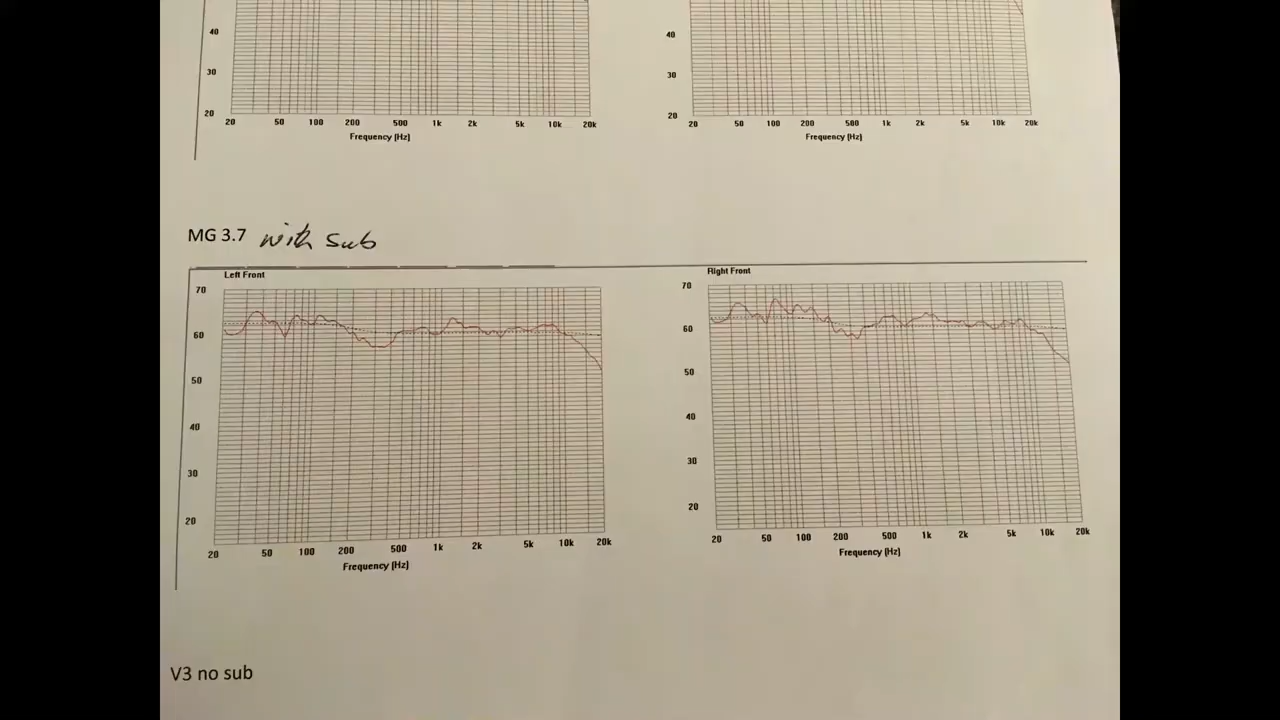 40 40
30 30
20 20
20 50 100 200 500 1k 2k 5k 10k 20k 20 50 100 200 500 1k 2k 5k 10k 20k
Frequency (Hz) Frequency (Hz)
MG 3.7 with sub
Left Front Right Front
70 70
60 60
50 50
40 40
30 30
20 20
20 50 100 200 500 1k 2k 5k 10k 20k 20 50 100 200 500 1k 2k 5k 10k 20k
Frequency (Hz) Frequency (Hz)
V3 no sub